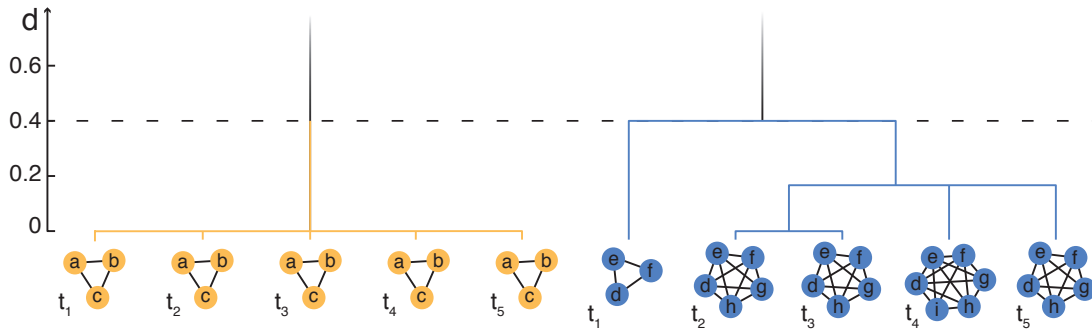 d
0.6
0.4
0.2
0
a b c
t1
a b c
t2
a b c
t3
a b c
t4
a b c
t5
e f d
t1
e f d g h
t2
e f d g h
t3
e f d g i h
t4
e f d g h
t5